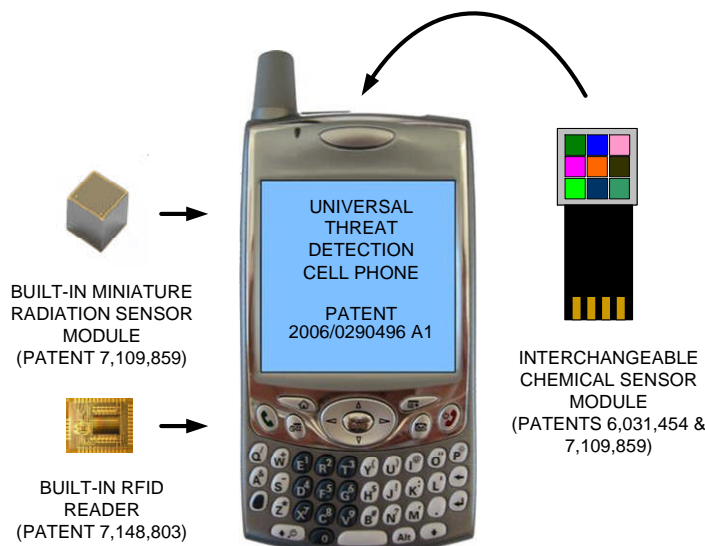 UNIVERSAL
THREAT
DETECTION
CELL PHONE
PATENT
2006/0290496 A1
BUILT-IN MINIATURE
RADIATION SENSOR
MODULE
(PATENT 7,109,859)
BUILT-IN RFID
READER
(PATENT 7,148,803)
INTERCHANGEABLE
CHEMICAL SENSOR
MODULE
(PATENTS 6,031,454 &
7,109,859)
Q W E R T Y U I O P
A S D F G H J K L
Z X C V B N M
0 Alt